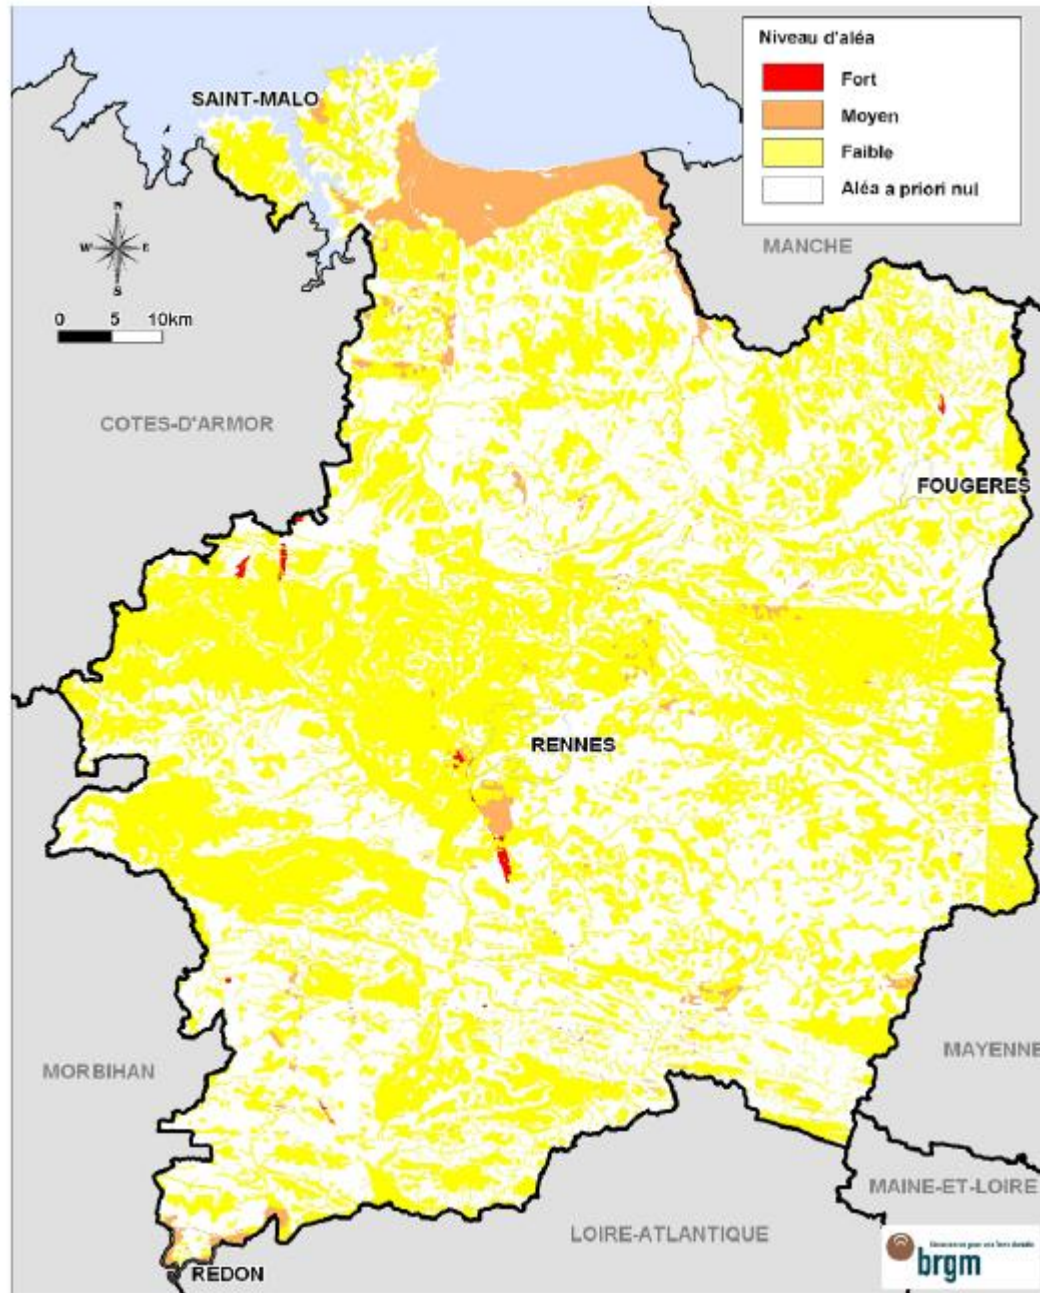 Niveau d'aléa
Fort
Moyen
Faible
Aléa a priori nul
SAINT-MALO
N
W E
S
0 5 10km
MANCHE
COTES-D'ARMOR
FOUGERES
RENNES
MORBIHAN
MAYENNE
MAINE-ET-LOIRE
LOIRE-ATLANTIQUE
REDON
brgm